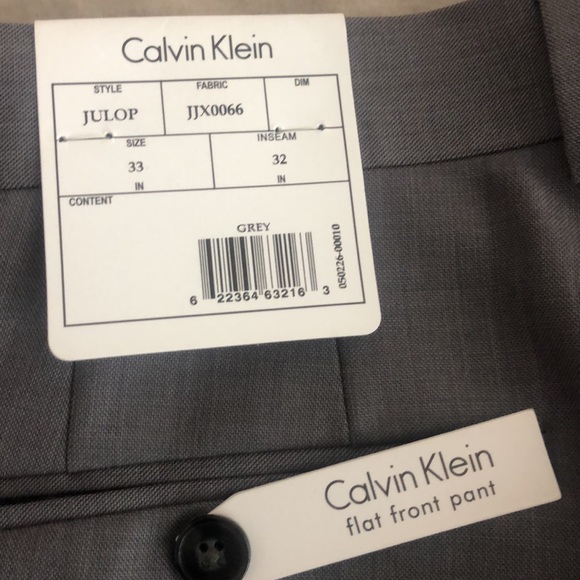 Calvin Klein
STYLE FABRIC DIM
JULOP JJX0066
SIZE INSEAM
33 32
IN IN
CONTENT
GREY
6 22364 63216 3
050226-00010
Calvin Klein
flat front pant